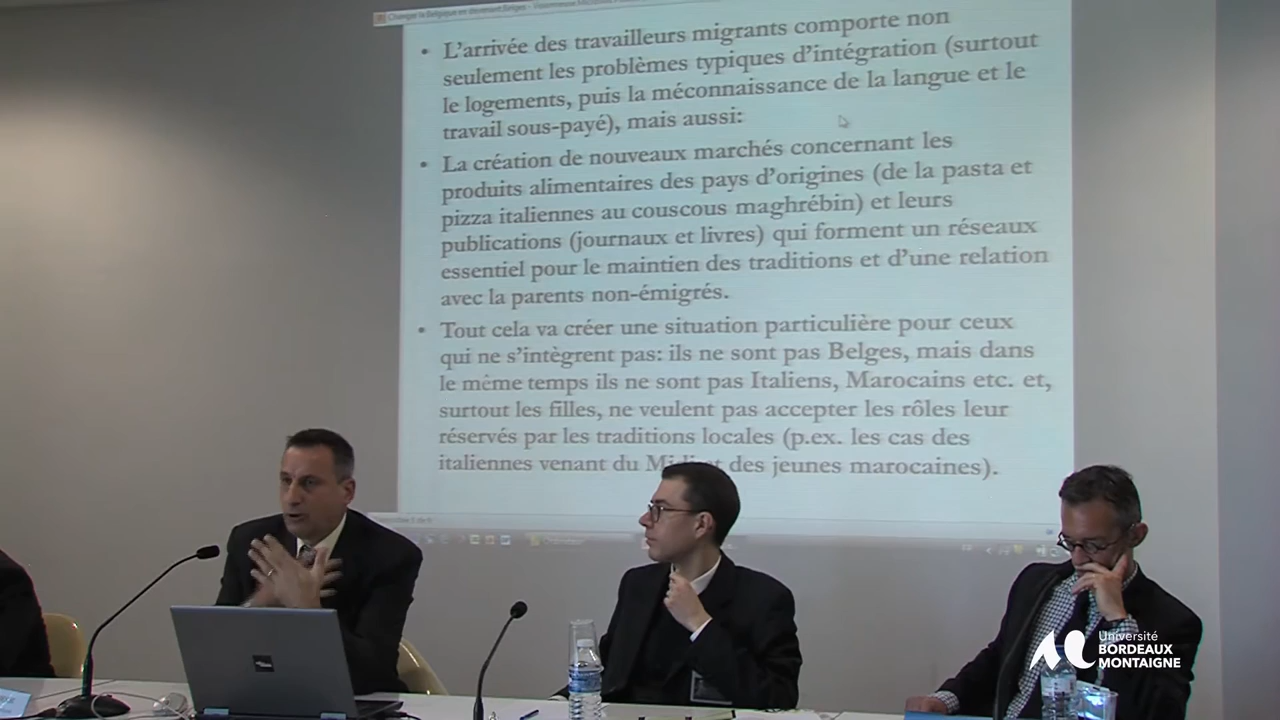 Changer la Belgique en devenant Belges -
• L'arrivée des travailleurs migrants comporte non
seulement les problèmes typiques d'intégration (surtout
le logements, puis la méconnaissance de la langue et le
travail sous-payé), mais aussi:
• La création de nouveaux marchés concernant les
produits alimentaires des pays d'origines (de la pasta et
pizza italiennes au couscous maghrébin) et leurs
publications (journaux et livres) qui forment un réseaux
essentiel pour le maintien des traditions et d'une relation
avec la parents non-émigrés.
• Tout cela va créer une situation particulière pour ceux
qui ne s'intègrent pas: ils ne sont pas Belges, mais dans
le même temps ils ne sont pas Italiens, Marocains etc. et,
surtout les filles, ne veulent pas accepter les rôles leur
réservés par les traditions locales (p.ex. les cas des
italiennes venant du Midi et des jeunes marocaines).
Université
BORDEAUX
MONTAIGNE